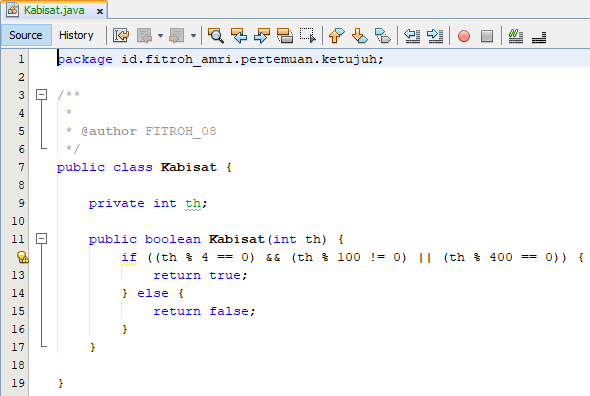 Kabisat.java
Source History
1 package id.fitroh_amri.pertemuan.ketujuh;
2
3 /**
4 *
5 * @author FITROH_08
6 */
7 public class Kabisat {
8
9 private int th;
10
11 public boolean Kabisat(int th) {
if ((th % 4 == 0) && (th % 100 != 0) || (th % 400 == 0)) {
13 return true;
14 } else {
15 return false;
16 }
17 }
18
19 }